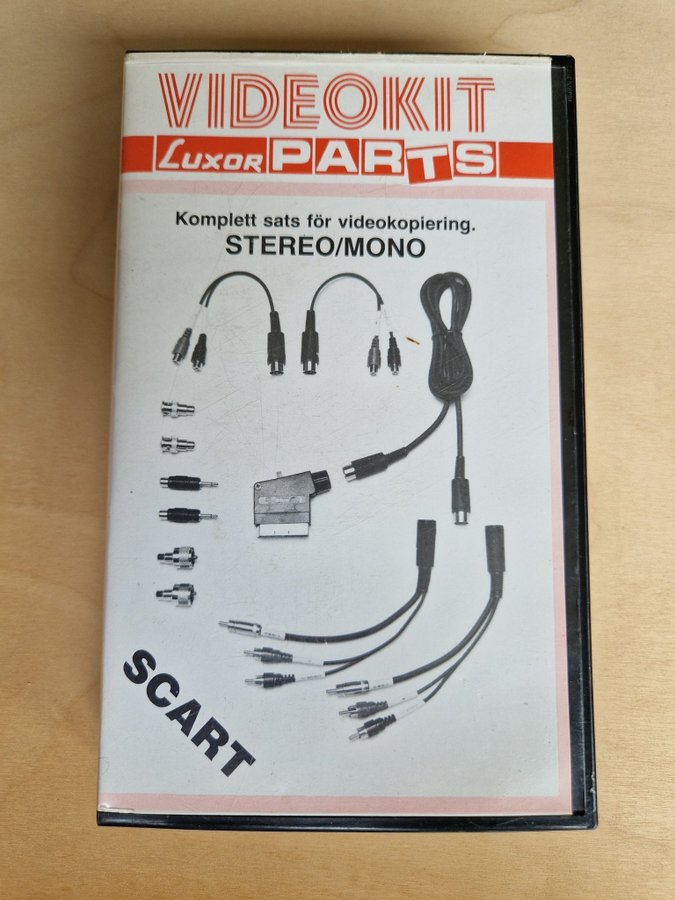 VIDEOKIT
LUXOR PARTS
Komplett sats för videokopiering.
STEREO/MONO
SCART